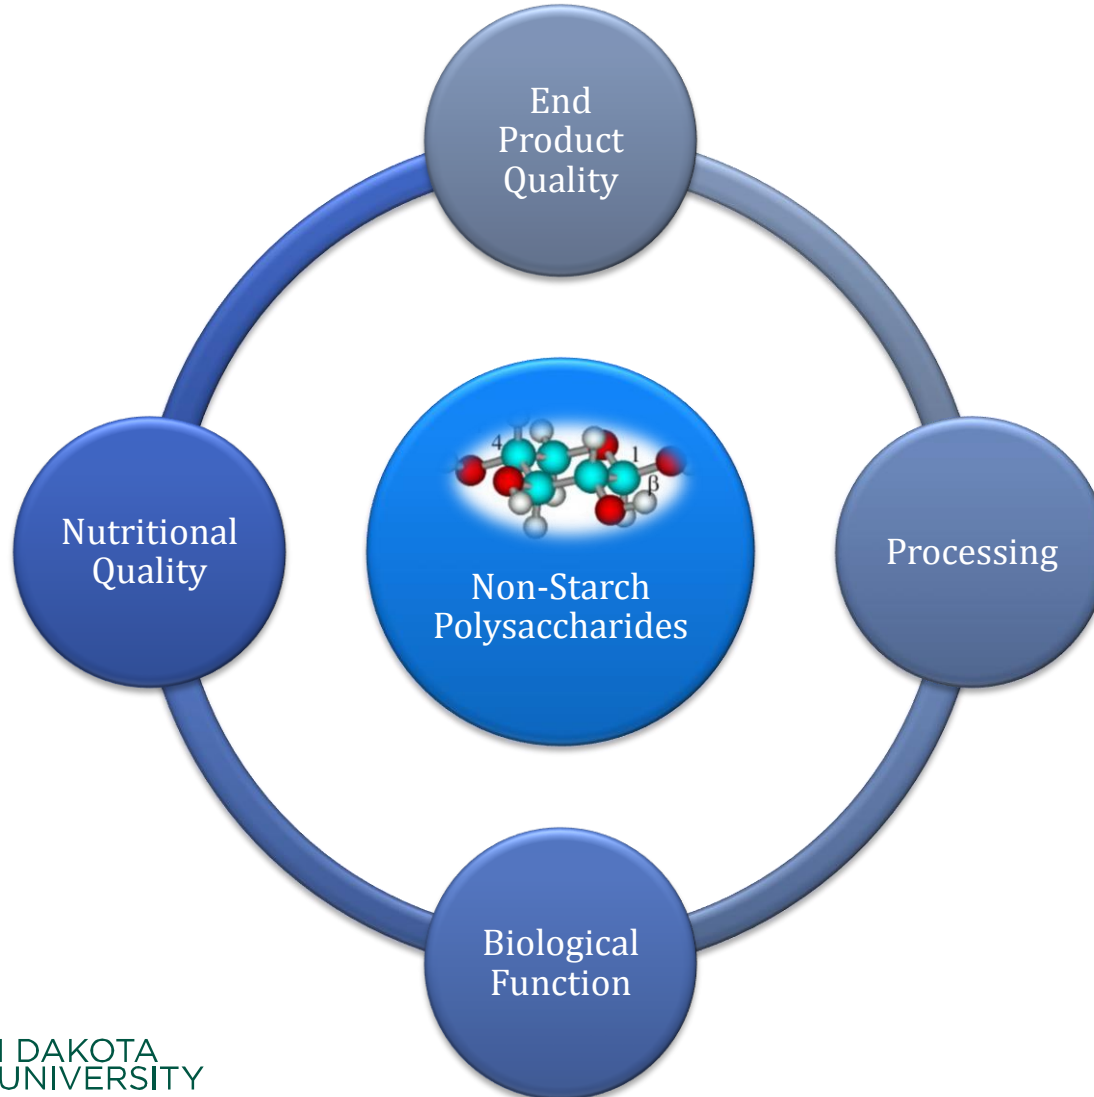 End
Product
Quality
4
1
β
Nutritional
Quality
Non-Starch
Polysaccharides
Processing
Biological
Function
DAKOTA
UNIVERSITY